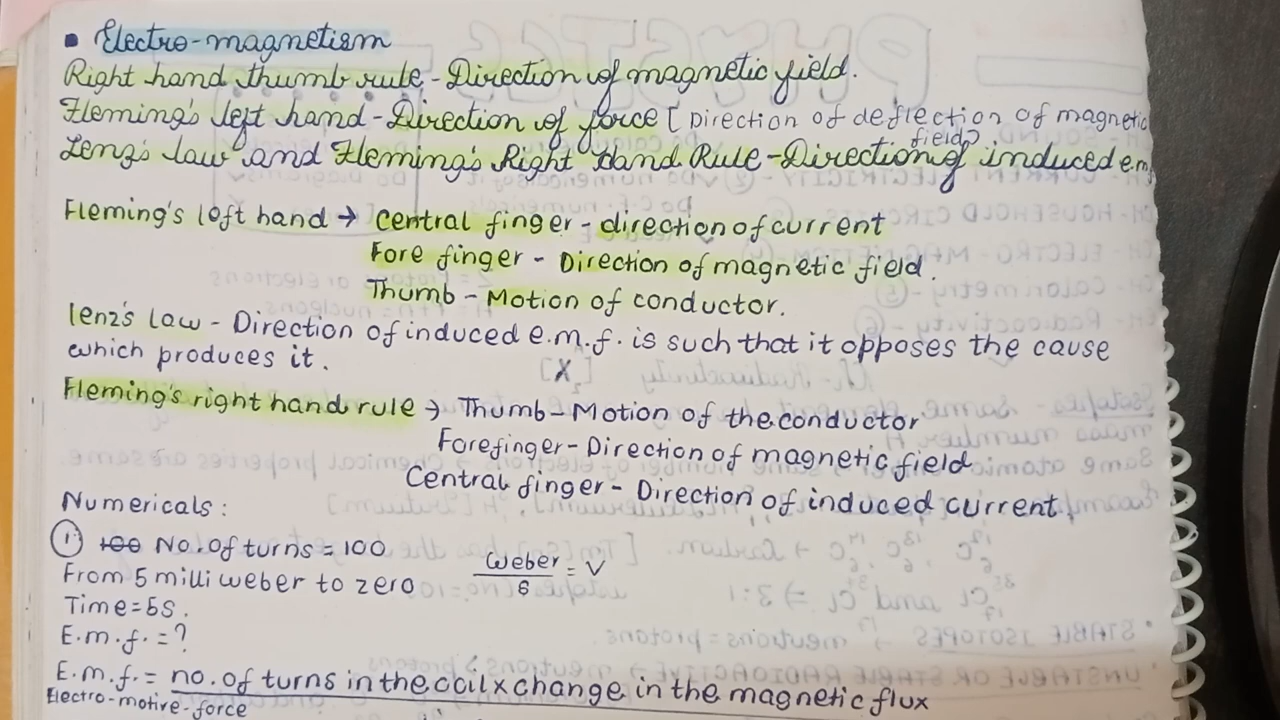 ▪ Electro-magnetism
Right hand thumb rule - Direction of magnetic field.
Fleming's left hand - Direction of force [Direction of deflection of magnetic field?
Lenz's law and Fleming's Right Hand Rule - Direction of induced e.m
Fleming's left hand → Central finger - direction of current
Fore finger - Direction of magnetic field.
Thumb - Motion of conductor.
lenz's law - Direction of induced e.m.f. is such that it opposes the cause
which produces it.
Fleming's right hand rule → Thumb - Motion of the conductor
Forefinger - Direction of magnetic field
Central finger - Direction of induced current.
Numericals:
① 100 No. of turns = 100
From 5 milli weber to zero weber/s = V
Time = 5s.
E.m.f. = ?
E.m.f. = no. of turns in the coil x change in the magnetic flux
Electro-motive-force